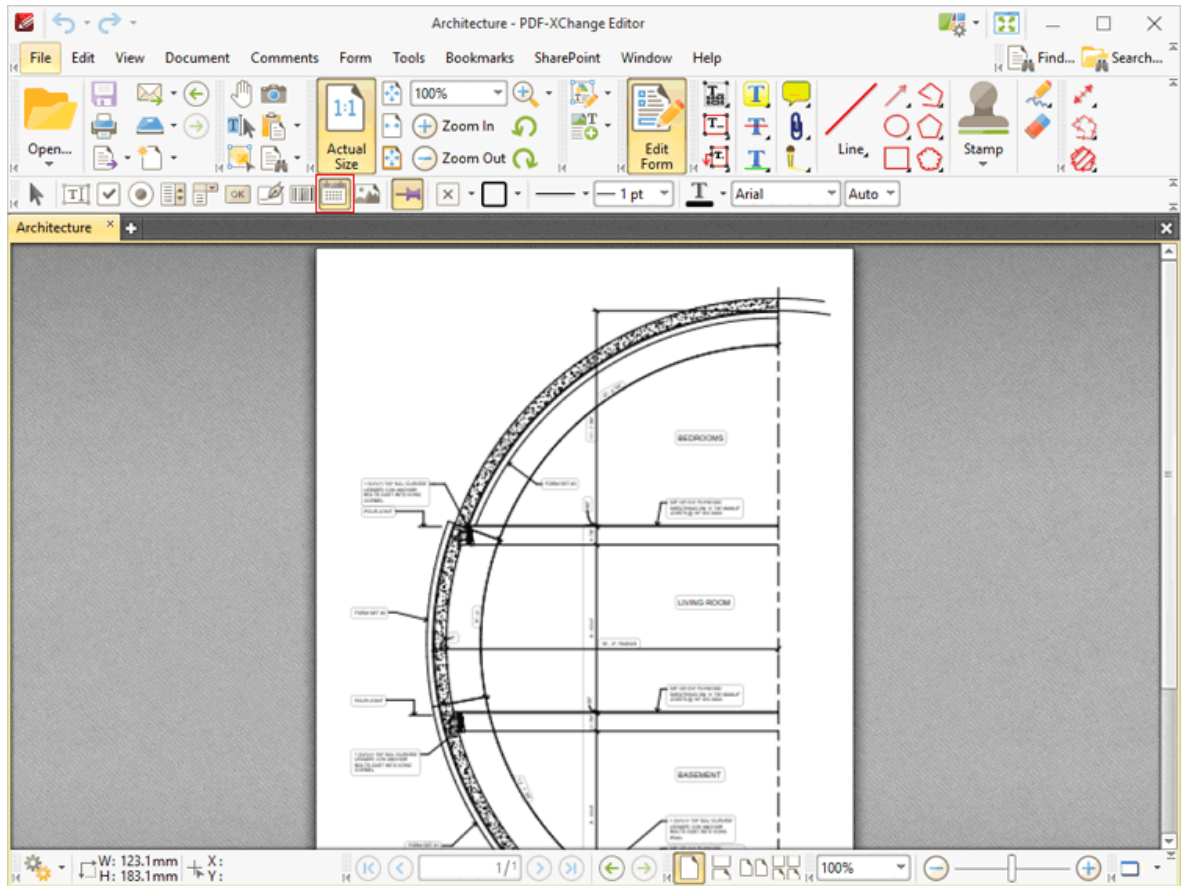 Architecture - PDF-XChange Editor
File Edit View Document Comments Form Tools Bookmarks SharePoint Window Help Find... Search...
Open...
1:1
Actual Size
100%
Zoom In
Zoom Out
Edit Form
Line
Stamp
OK
1 pt
Arial
Auto
Architecture
BEDROOMS
LIVING ROOM
BASEMENT
W: 123.1mm
H: 183.1mm
X:
Y:
1/1
100%